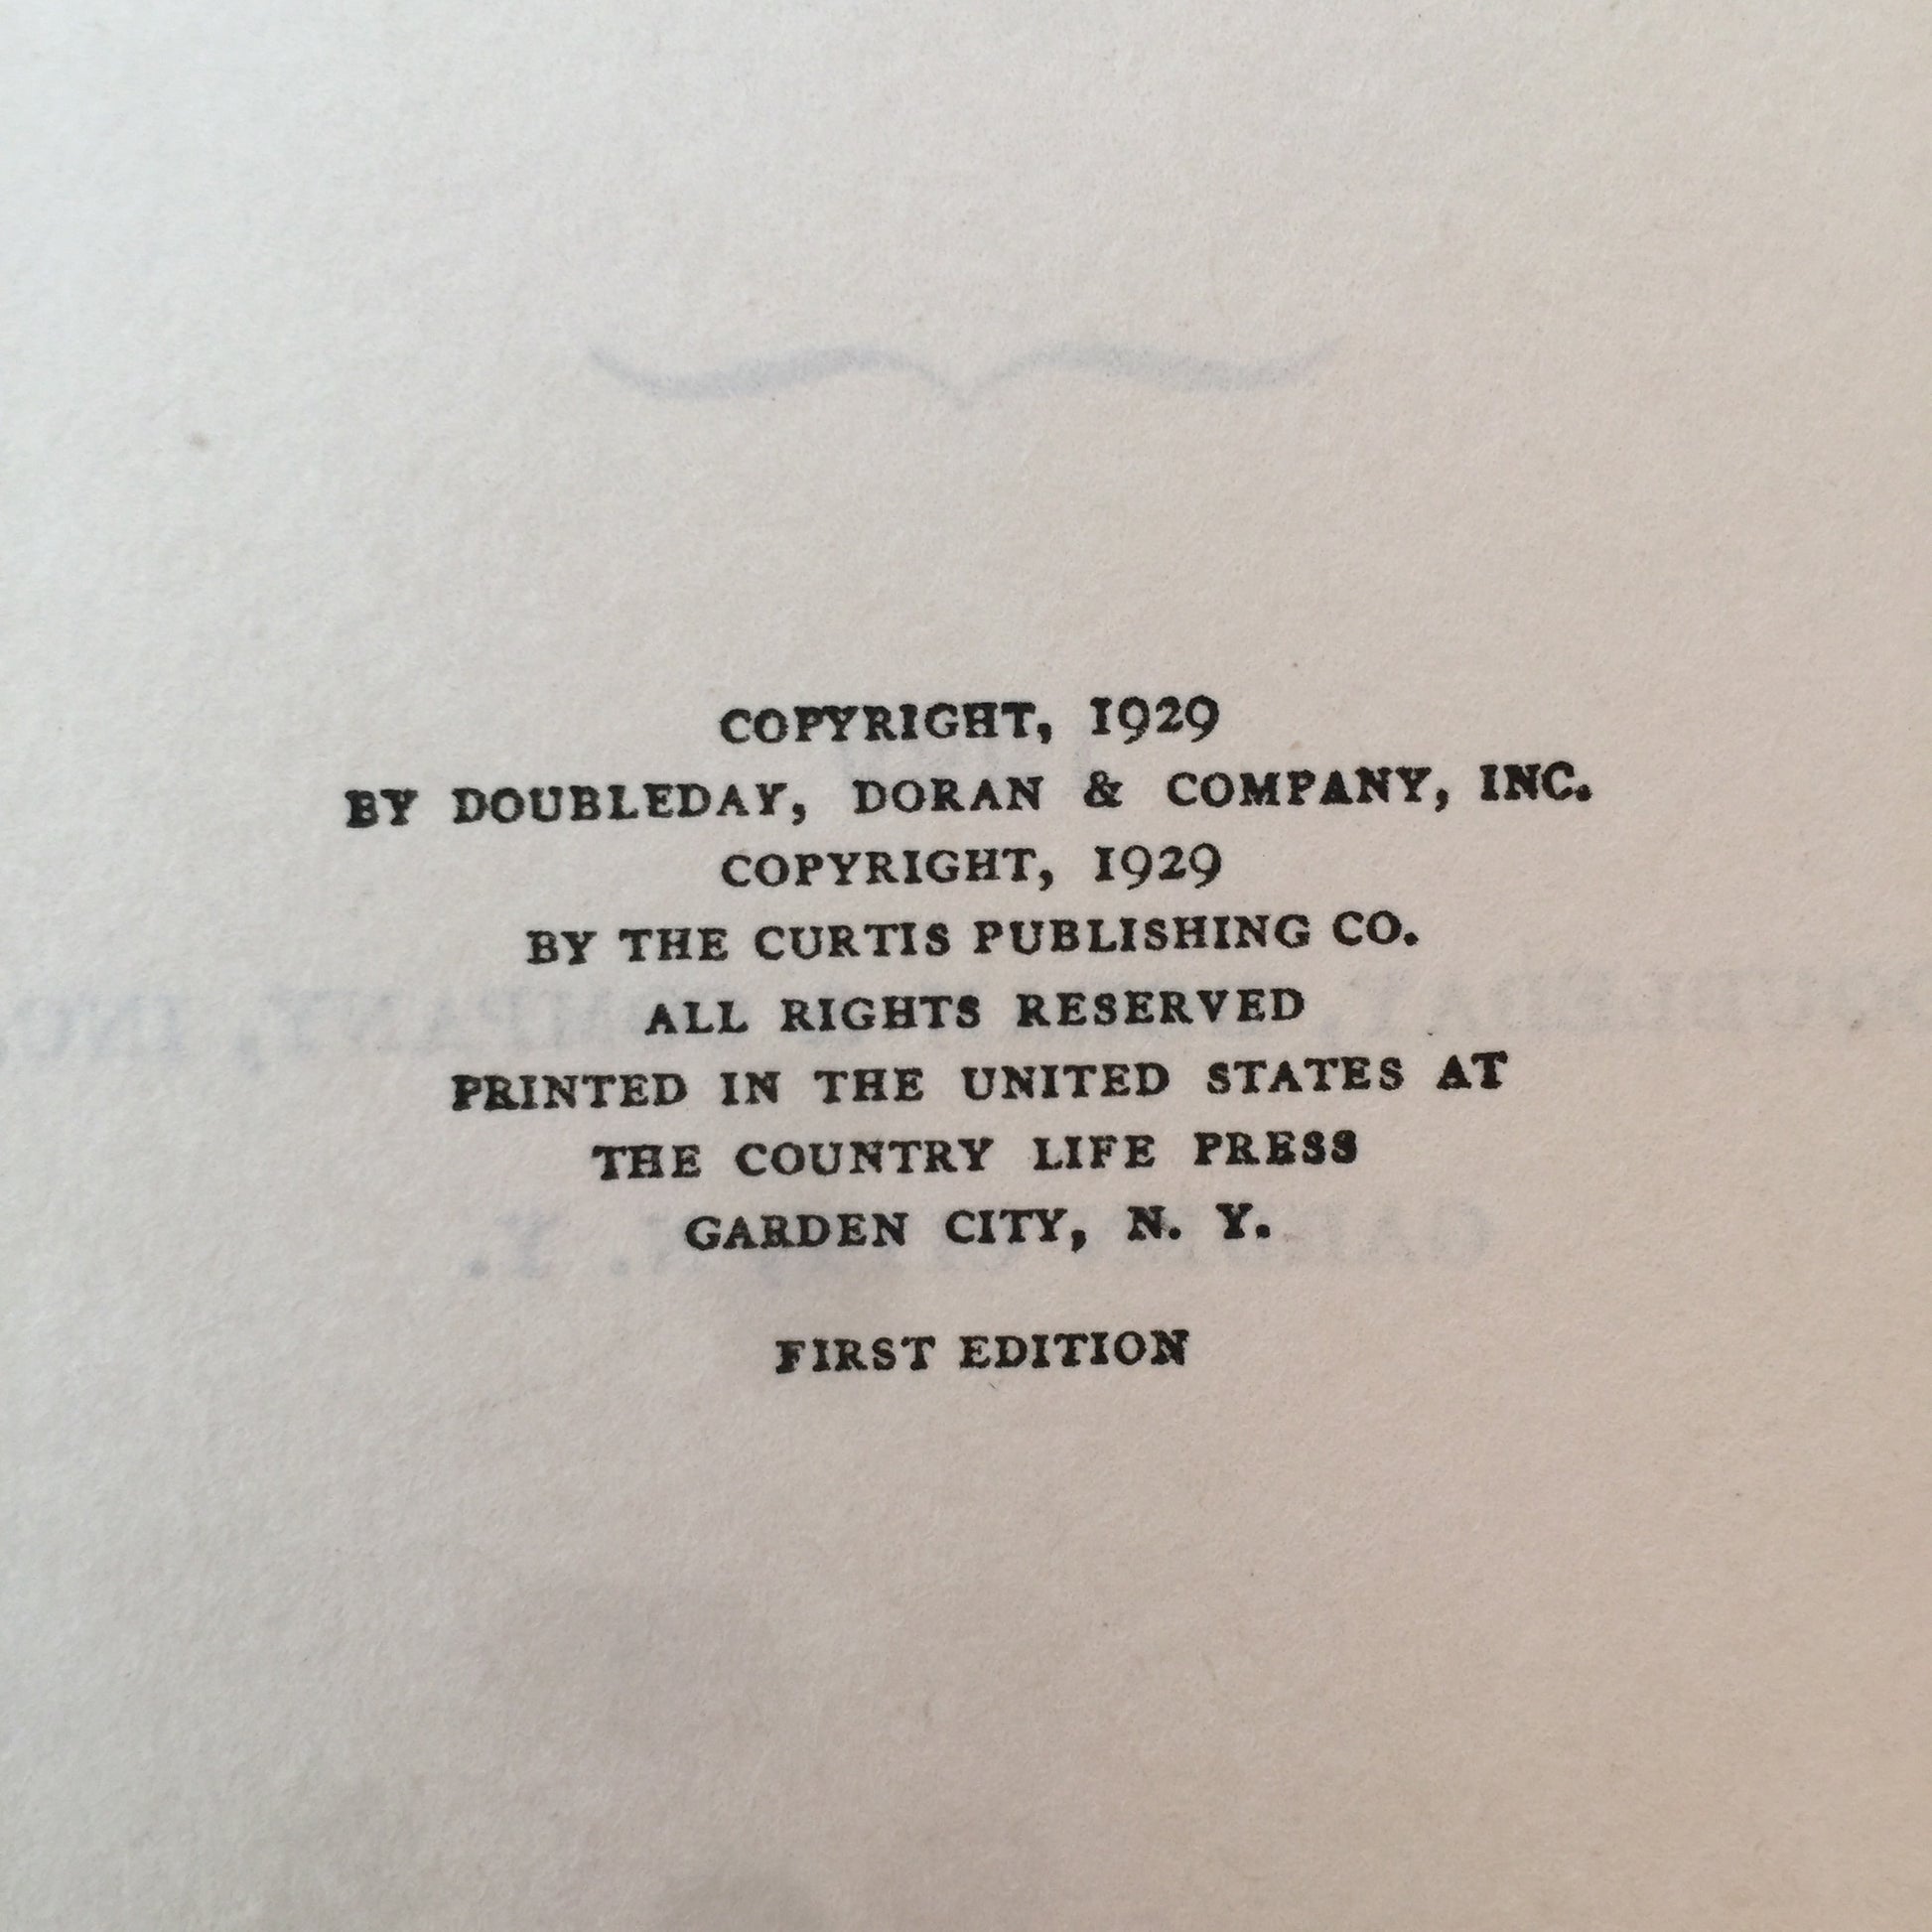 COPYRIGHT, 1929
BY DOUBLEDAY, DORAN & COMPANY, INC.
COPYRIGHT, 1929
BY THE CURTIS PUBLISHING CO.
ALL RIGHTS RESERVED
PRINTED IN THE UNITED STATES AT
THE COUNTRY LIFE PRESS
GARDEN CITY, N. Y.
FIRST EDITION